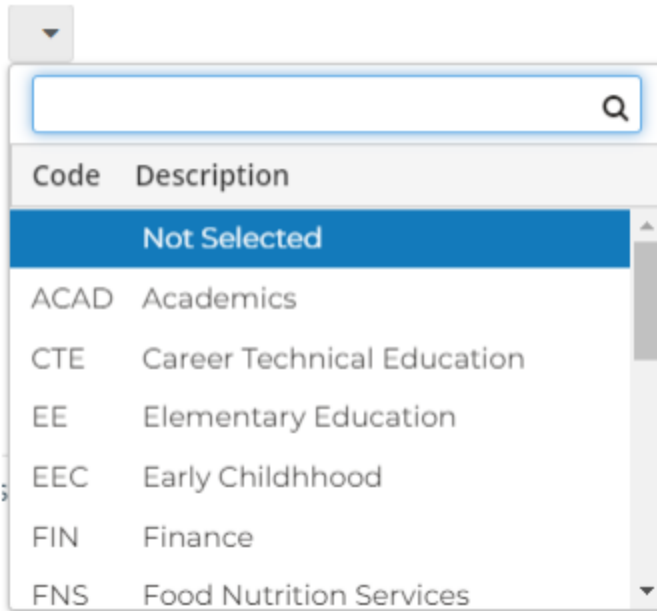 Code Description
Not Selected
ACAD Academics
CTE Career Technical Education
EE Elementary Education
EEC Early Childhhood
FIN Finance
FNS Food Nutrition Services